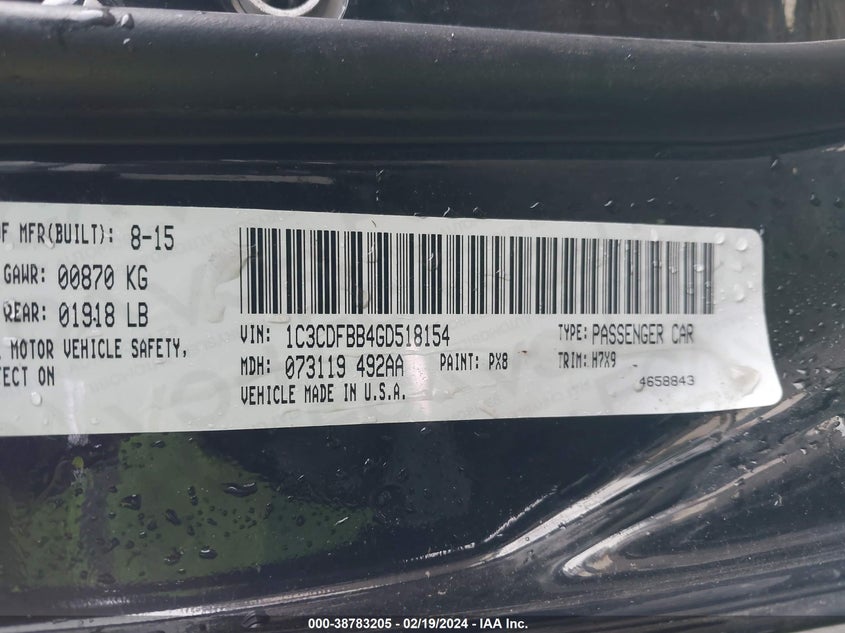 OF MFR(BUILT): 8-15
GAWR: 00870 KG
REAR: 01918 LB
MOTOR VEHICLE SAFETY,
ON
VIN: 1C3CDFBB4GD518154
TYPE: PASSENGER CAR
MDH: 073119 492AA PAINT: PX8
TRIM: H7X9
VEHICLE MADE IN U.S.A.
4658843
000-38783205 - 02/19/2024 - IAA Inc.